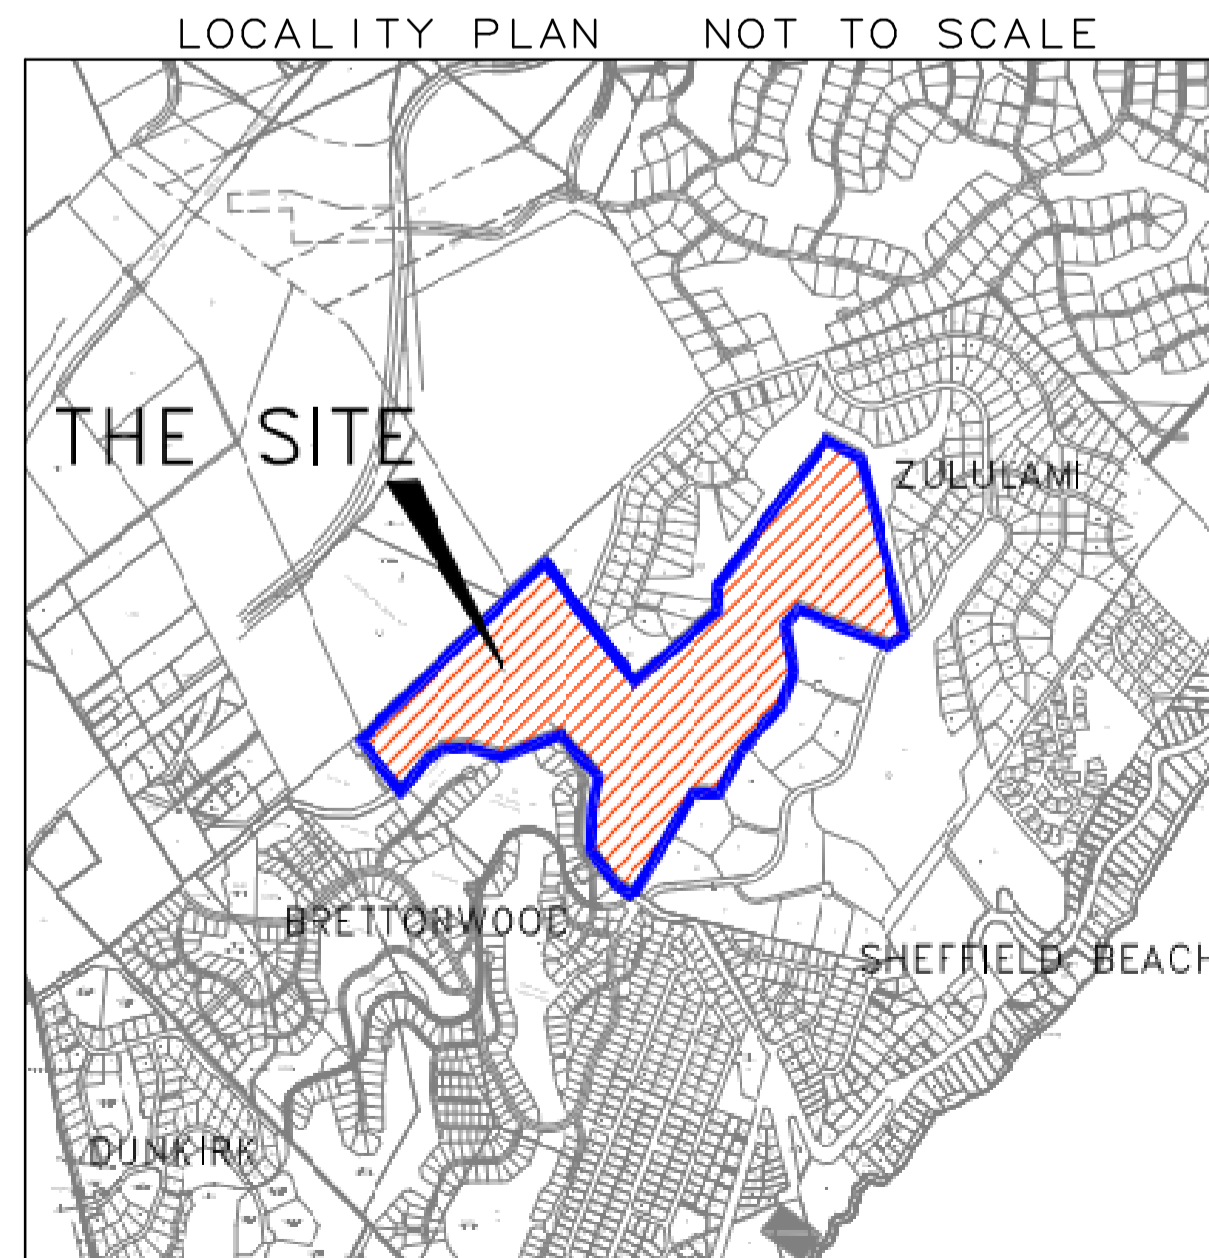 LOCALITY PLAN NOT TO SCALE
THE SITE
ZULULAMI
BRETTONWOOD
SHEFFIELD BEACH
DUNKIRK